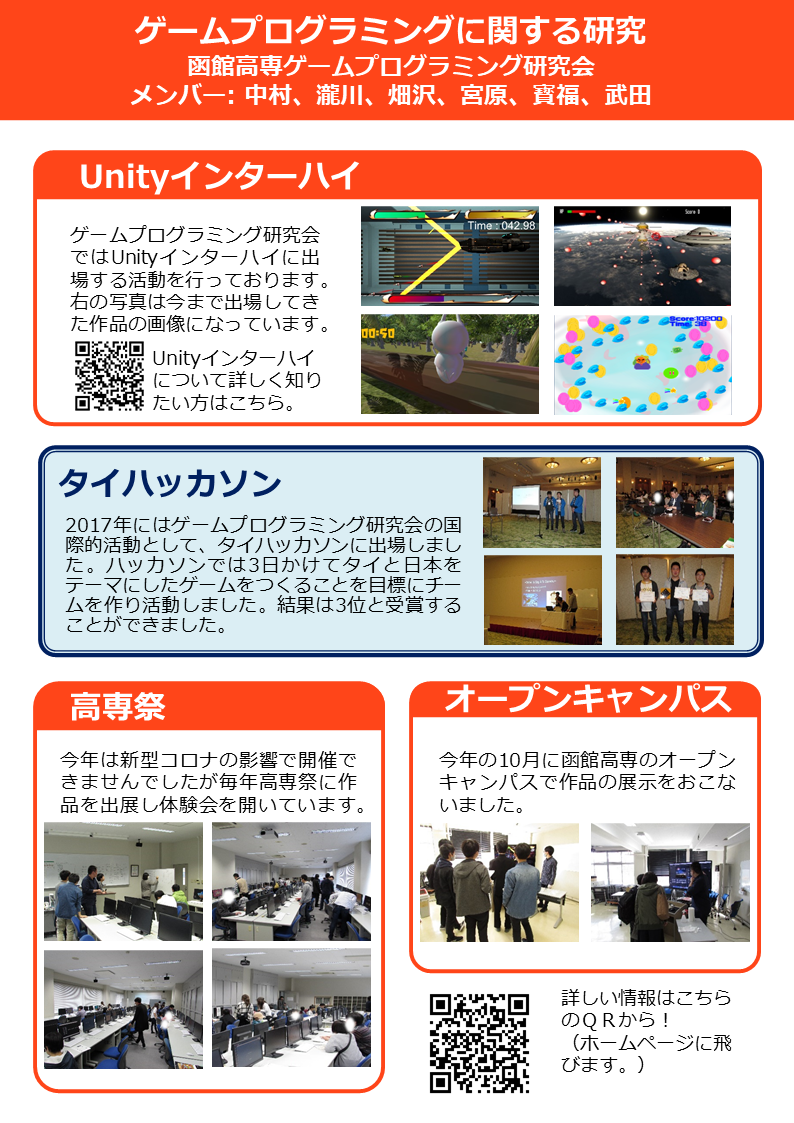 ゲームプログラミングに関する研究
函館高専ゲームプログラミング研究会
メンバー: 中村、瀧川、畑沢、宮原、寳福、武田
Unityインターハイ
ゲームプログラミング研究会
ではUnityインターハイに出
場する活動を行っております。
右の写真は今まで出場してき
た作品の画像になっています。
Unityインターハイ
について詳しく知り
たい方はこちら。
Time : 042.98
Score 0
00:50
Score:10200
Time: 38
タイハッカソン
2017年にはゲームプログラミング研究会の国
際的活動として、タイハッカソンに出場しまし
た。ハッカソンでは3日かけてタイと日本を
テーマにしたゲームをつくることを目標にチー
ムを作り活動しました。結果は3位と受賞する
ことができました。
高専祭
今年は新型コロナの影響で開催で
きませんでしたが毎年高専祭に作
品を出展し体験会を開いています。
オープンキャンパス
今年の10月に函館高専のオープン
キャンパスで作品の展示をおこな
いました。
詳しい情報はこちら
のＱＲから！
（ホームページに飛
びます。）